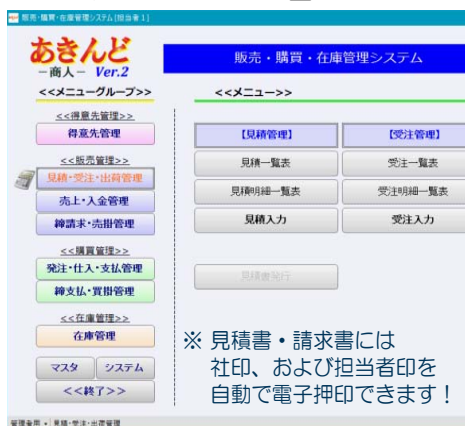 販売・購買・在庫管理システム[担当者1]
あきんど
－商人－ Ver.2
販売・購買・在庫管理システム
<<メニューグループ>>
<<メニュー>>
<<得意先管理>>
得意先管理
【見積管理】
【受注管理】
<<販売管理>>
見積一覧表
受注一覧表
見積・受注・出荷管理
見積明細一覧表
受注明細一覧表
売上・入金管理
見積入力
受注入力
締請求・売掛管理
<<購買管理>>
発注・仕入・支払管理
見積書発行
締支払・買掛管理
<<在庫管理>>
在庫管理
※ 見積書・請求書には
社印、および担当者印を
自動で電子押印できます！
マスタ
システム
<<終了>>
管理者用
見積・受注・出荷管理